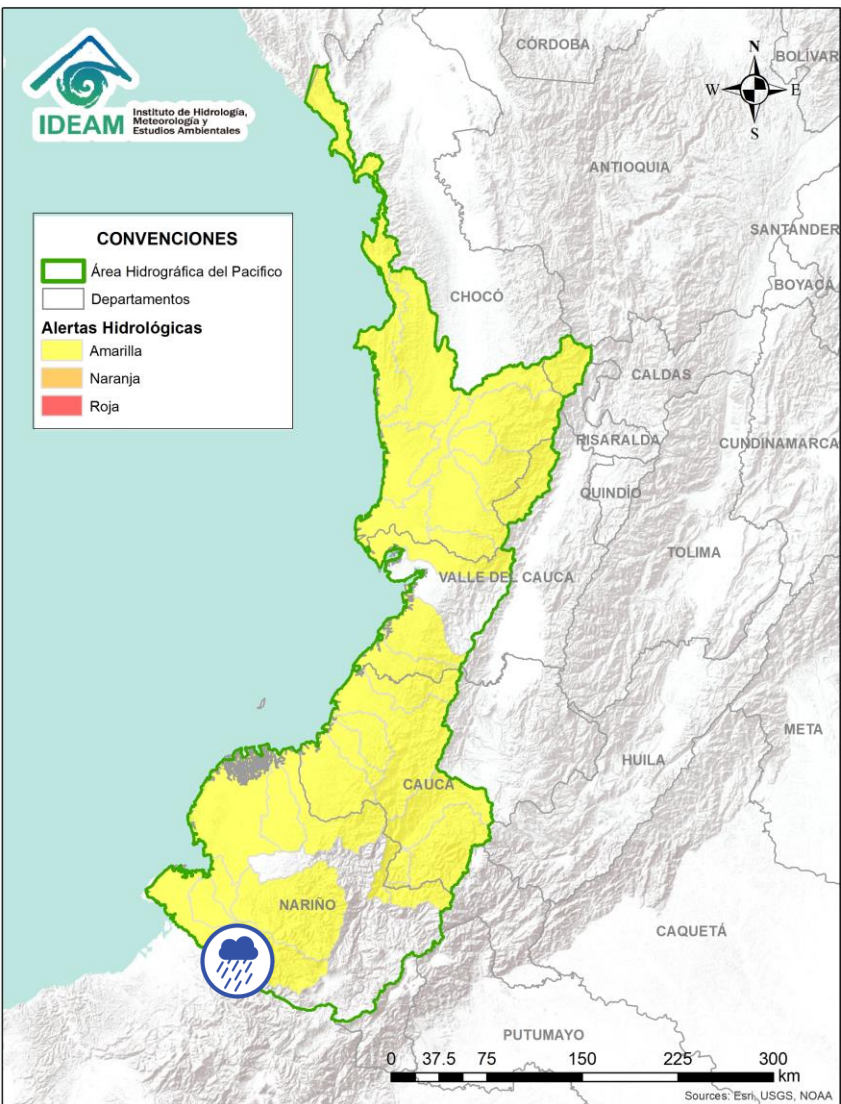 IDEAM
Instituto de Hidrología,
Meteorología y
Estudios Ambientales
N
W
E
S
CÓRDOBA
BOLÍVAR
ANTIOQUIA
SANTANDER
BOYACÁ
CONVENCIONES
Área Hidrográfica del Pacifico
Departamentos
Alertas Hidrológicas
Amarilla
Naranja
Roja
CHOCÓ
CALDAS
RISARALDA
CUNDINAMARCA
QUINDÍO
TOLIMA
VALLE DEL CAUCA
META
HUILA
CAUCA
NARIÑO
CAQUETÁ
PUTUMAYO
0 37.5 75 150 225 300
km
Sources: Esri, USGS, NOAA